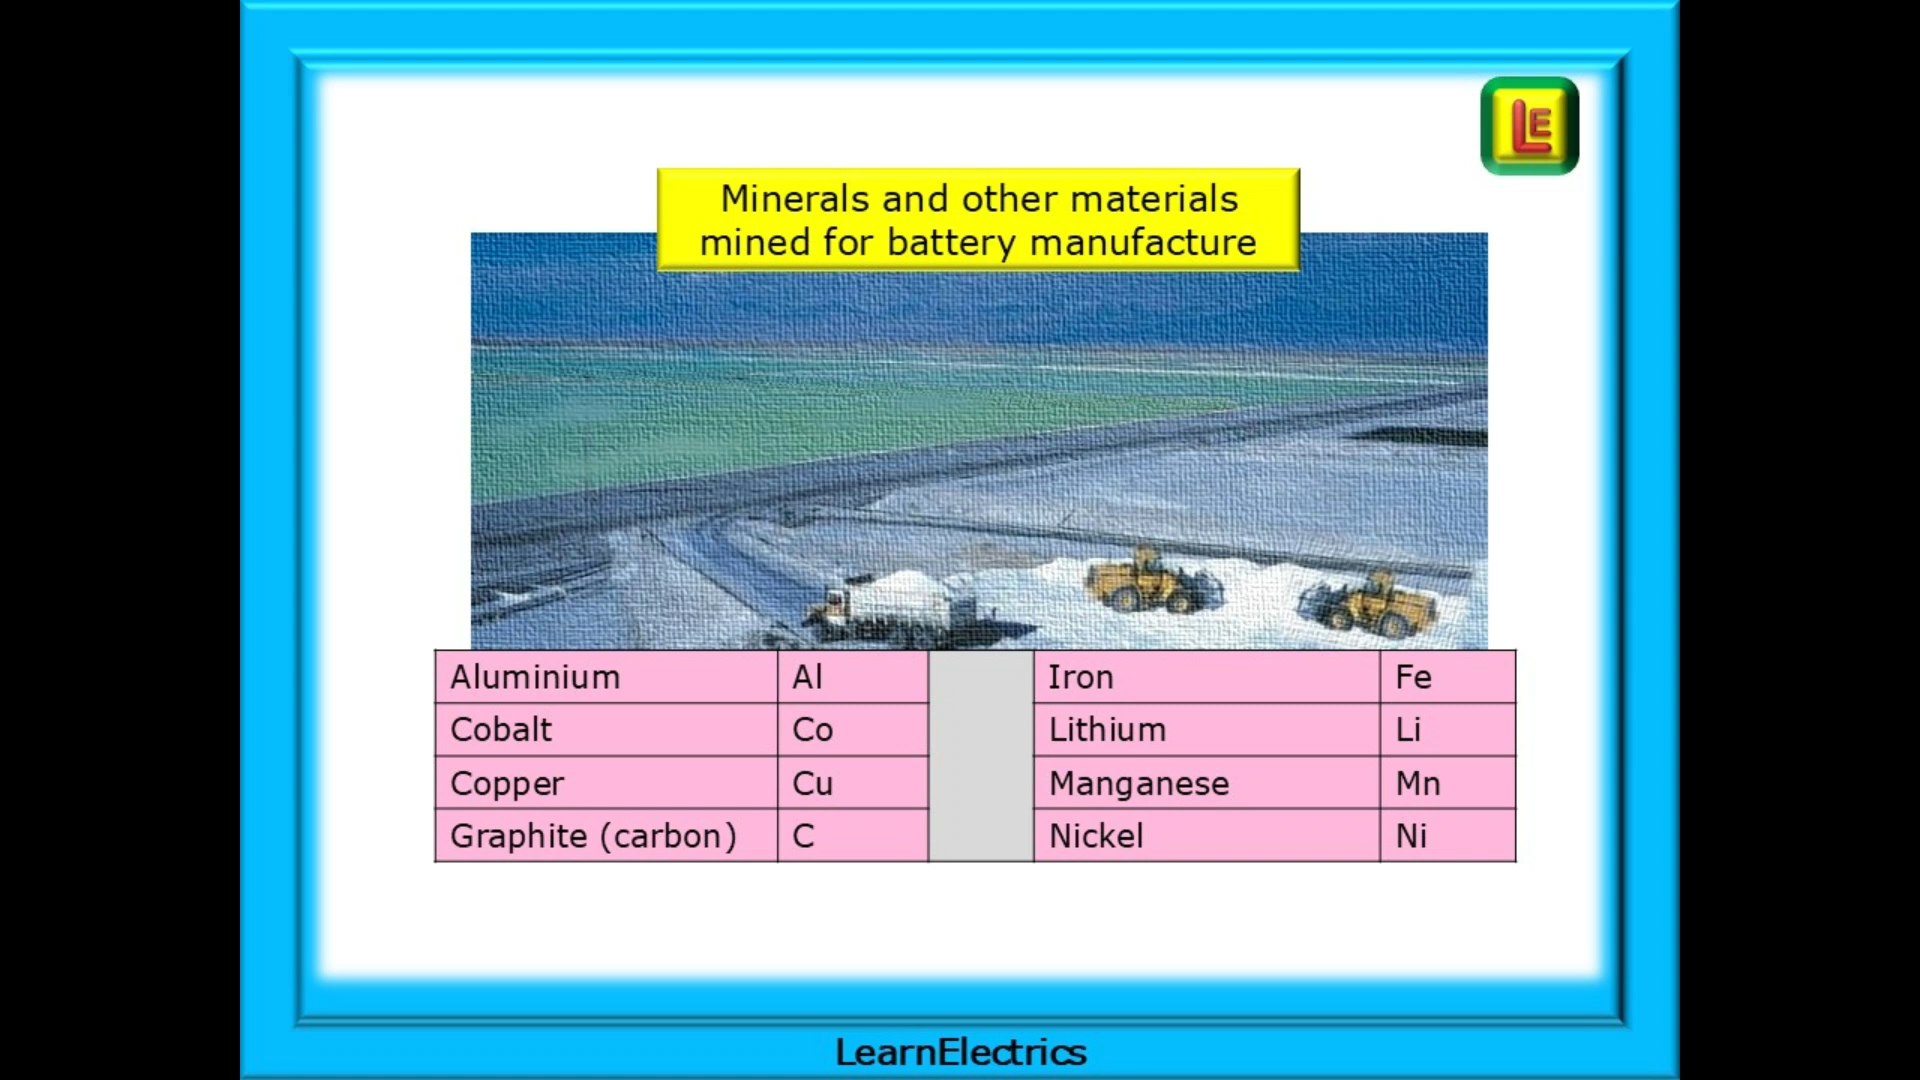 LE
Minerals and other materials
mined for battery manufacture
Aluminium Al Iron Fe
Cobalt Co Lithium Li
Copper Cu Manganese Mn
Graphite (carbon) C Nickel Ni
LearnElectrics